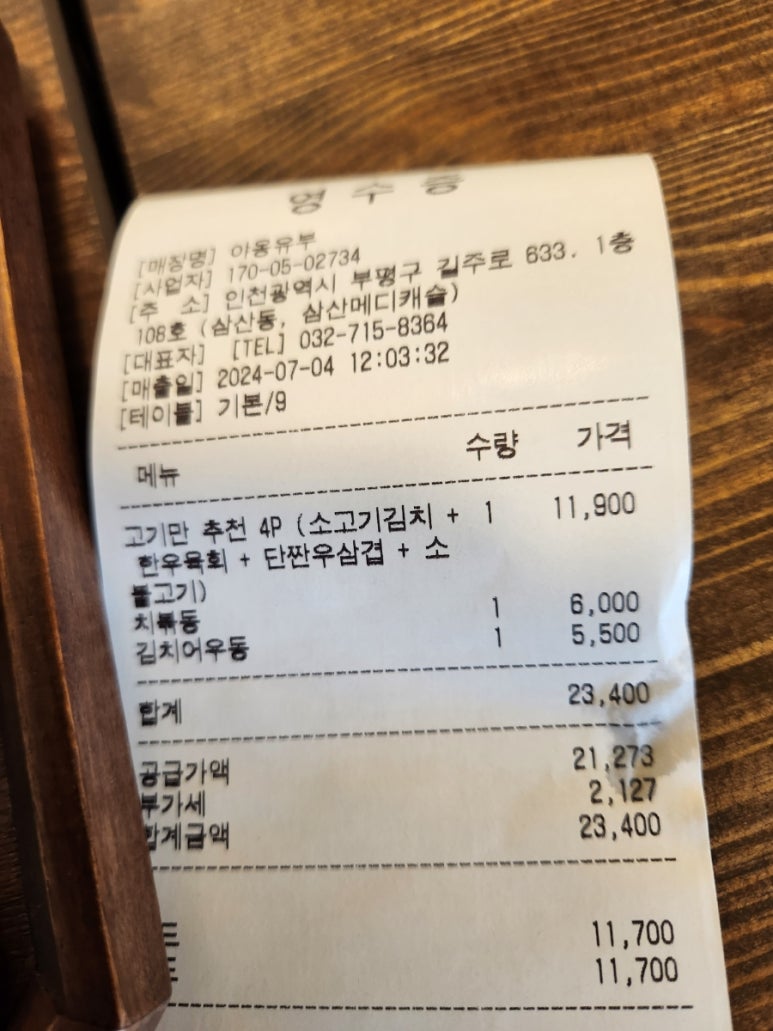 영 수 증
[매장명] 아동유부
[사업자] 170-05-02734
[주 소] 인천광역시 부평구 길주로 633. 1층
108호 (삼산동, 삼산메디캐슬)
[대표자] [TEL] 032-715-8364
[매출일] 2024-07-04 12:03:32
[테이블] 기본/9
메뉴 수량 가격
고기만 추천 4P (소고기김치 + 1 11,900
한우육회 + 단짠우삼겹 + 소
불고기)
치폭동 1 6,000
김치어우동 1 5,500
합계 23,400
공급가액 21,273
부가세 2,127
합계금액 23,400
드 11,700
드 11,700